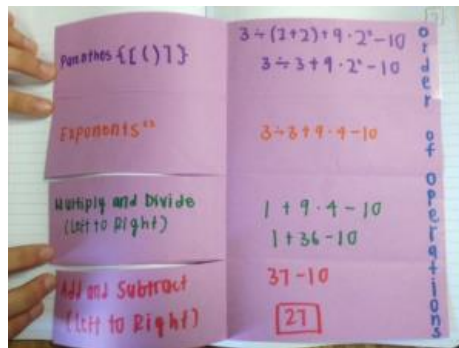 Parenthes {[()]}
3 ÷ (2+2) + 9 · 2² - 10
3 ÷ 3 + 9 · 2² - 10
Exponents²³
3 ÷ 3 + 9 · 4 - 10
Multiply and Divide
(Left to Right)
1 + 9 · 4 - 10
1 + 36 - 10
Add and Subtract
(Left to Right)
37 - 10
27
Order of Operations